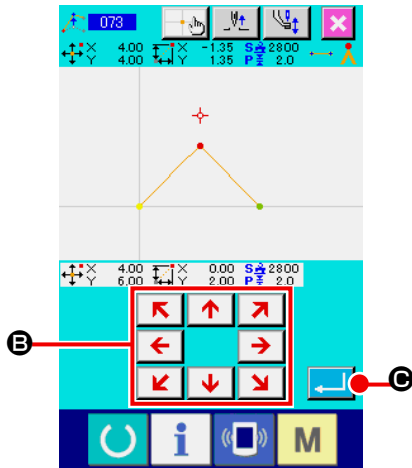 073
X 4.00 X -1.35 S 2800
Y 4.00 Y 1.35 P 2.0
X 4.00 X 0.00 S 2800
Y 6.00 Y 2.00 P 2.0
B
C
i M